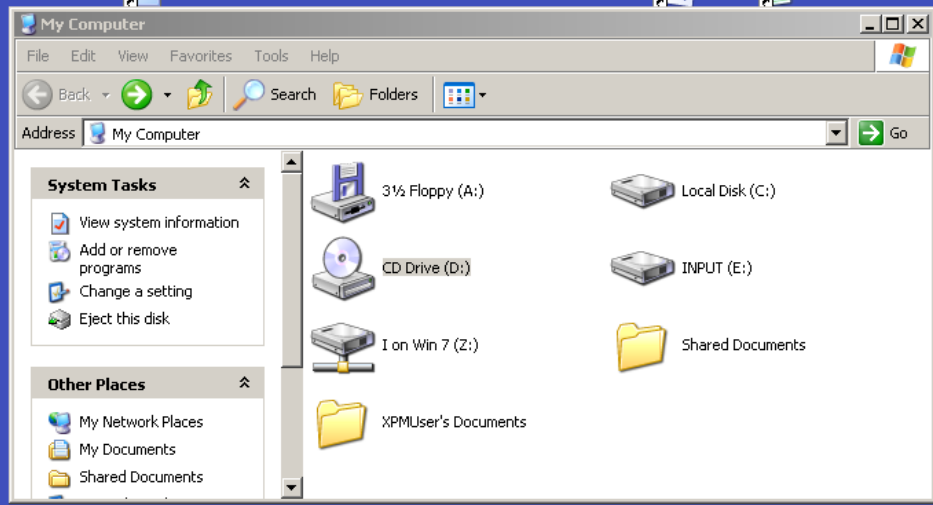 My Computer
File Edit View Favorites Tools Help
Back Search Folders
Address My Computer Go
System Tasks
View system information
Add or remove
programs
Change a setting
Eject this disk
Other Places
My Network Places
My Documents
Shared Documents
3½ Floppy (A:) Local Disk (C:)
CD Drive (D:) INPUT (E:)
I on Win 7 (Z:) Shared Documents
XPMUser's Documents